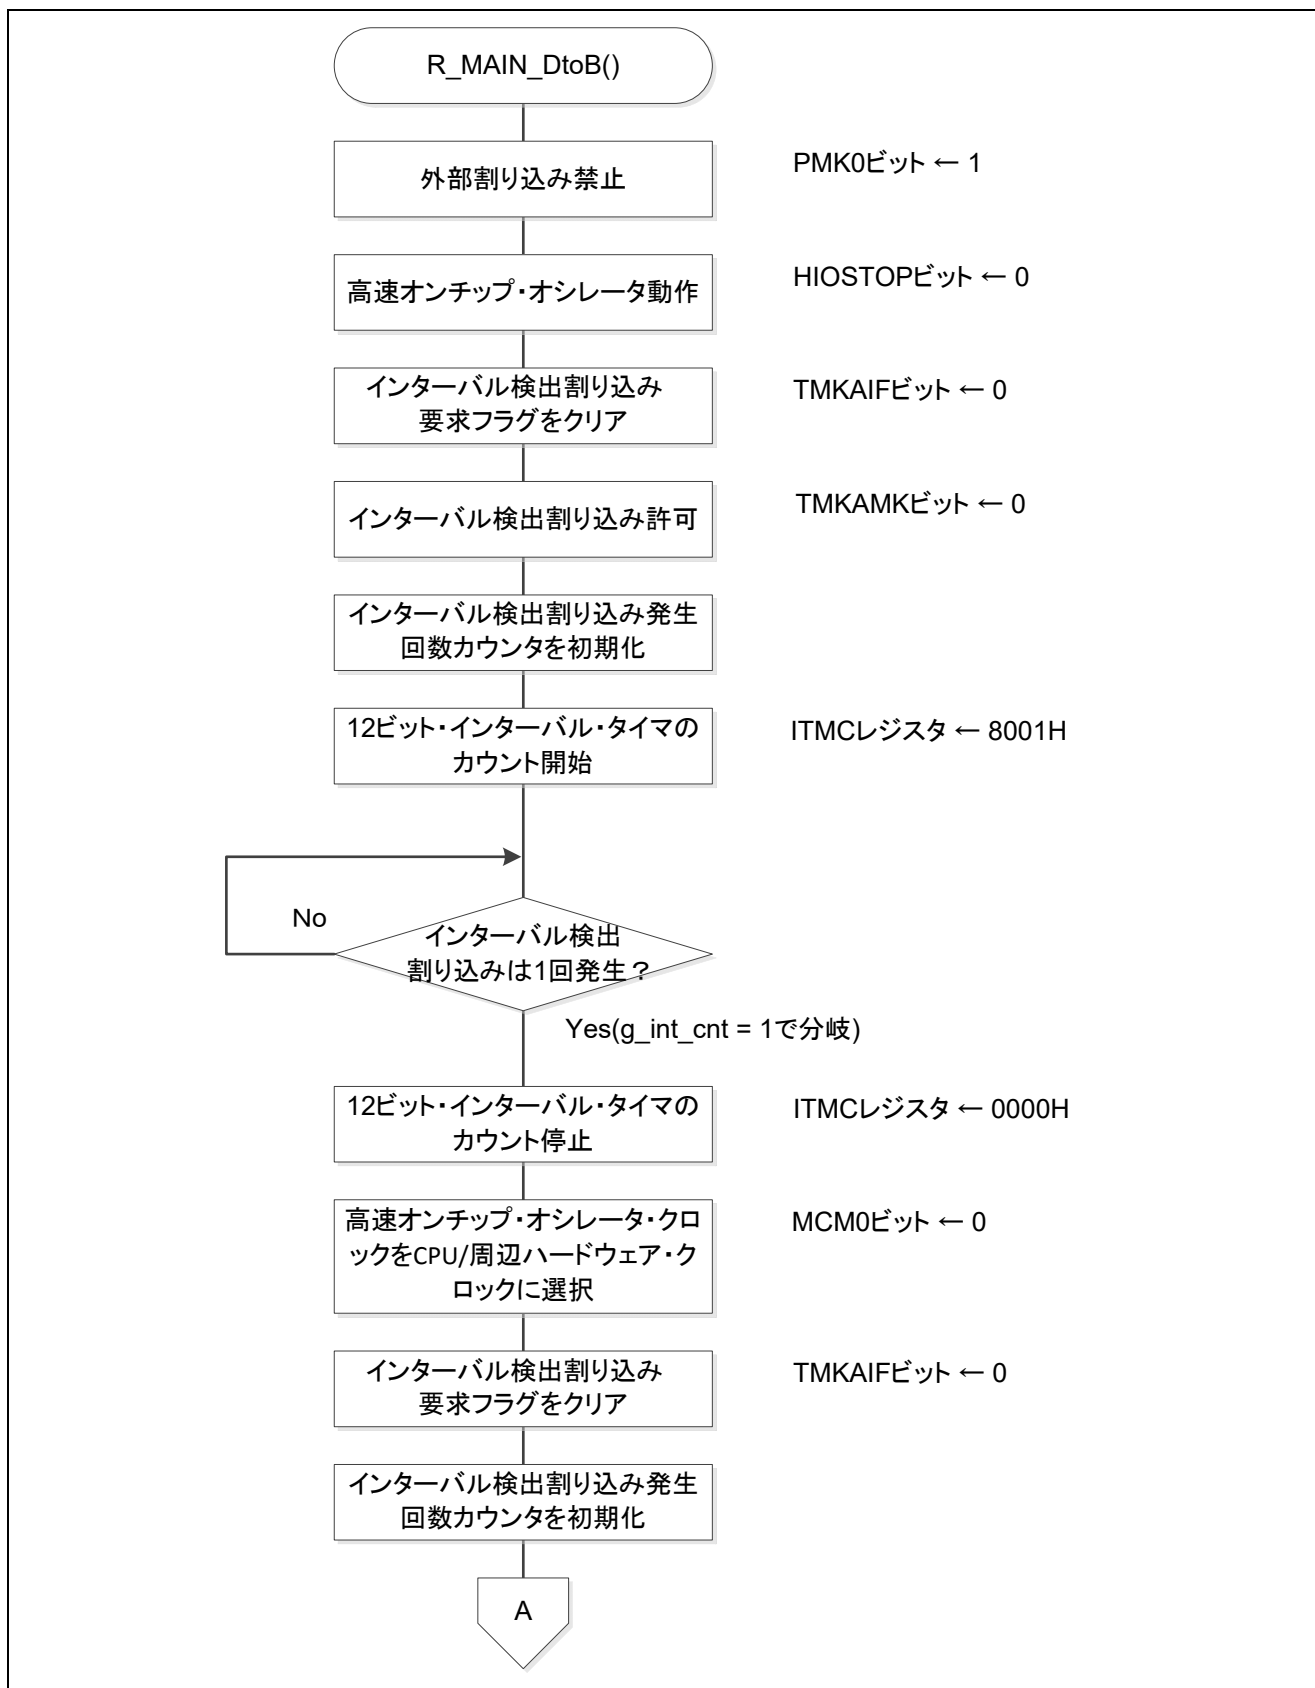 R_MAIN_DtoB()
外部割り込み禁止
PMK0ビット ← 1
高速オンチップ・オシレータ動作
HIOSTOPビット ← 0
インターバル検出割り込み
要求フラグをクリア
TMKAIFビット ← 0
インターバル検出割り込み許可
TMKAMKビット ← 0
インターバル検出割り込み発生
回数カウンタを初期化
12ビット・インターバル・タイマの
カウント開始
ITMCレジスタ ← 8001H
No
インターバル検出
割り込みは1回発生？
Yes(g_int_cnt = 1で分岐)
12ビット・インターバル・タイマの
カウント停止
ITMCレジスタ ← 0000H
高速オンチップ・オシレータ・クロ
ックをCPU/周辺ハードウェア・ク
ロックに選択
MCM0ビット ← 0
インターバル検出割り込み
要求フラグをクリア
TMKAIFビット ← 0
インターバル検出割り込み発生
回数カウンタを初期化
A